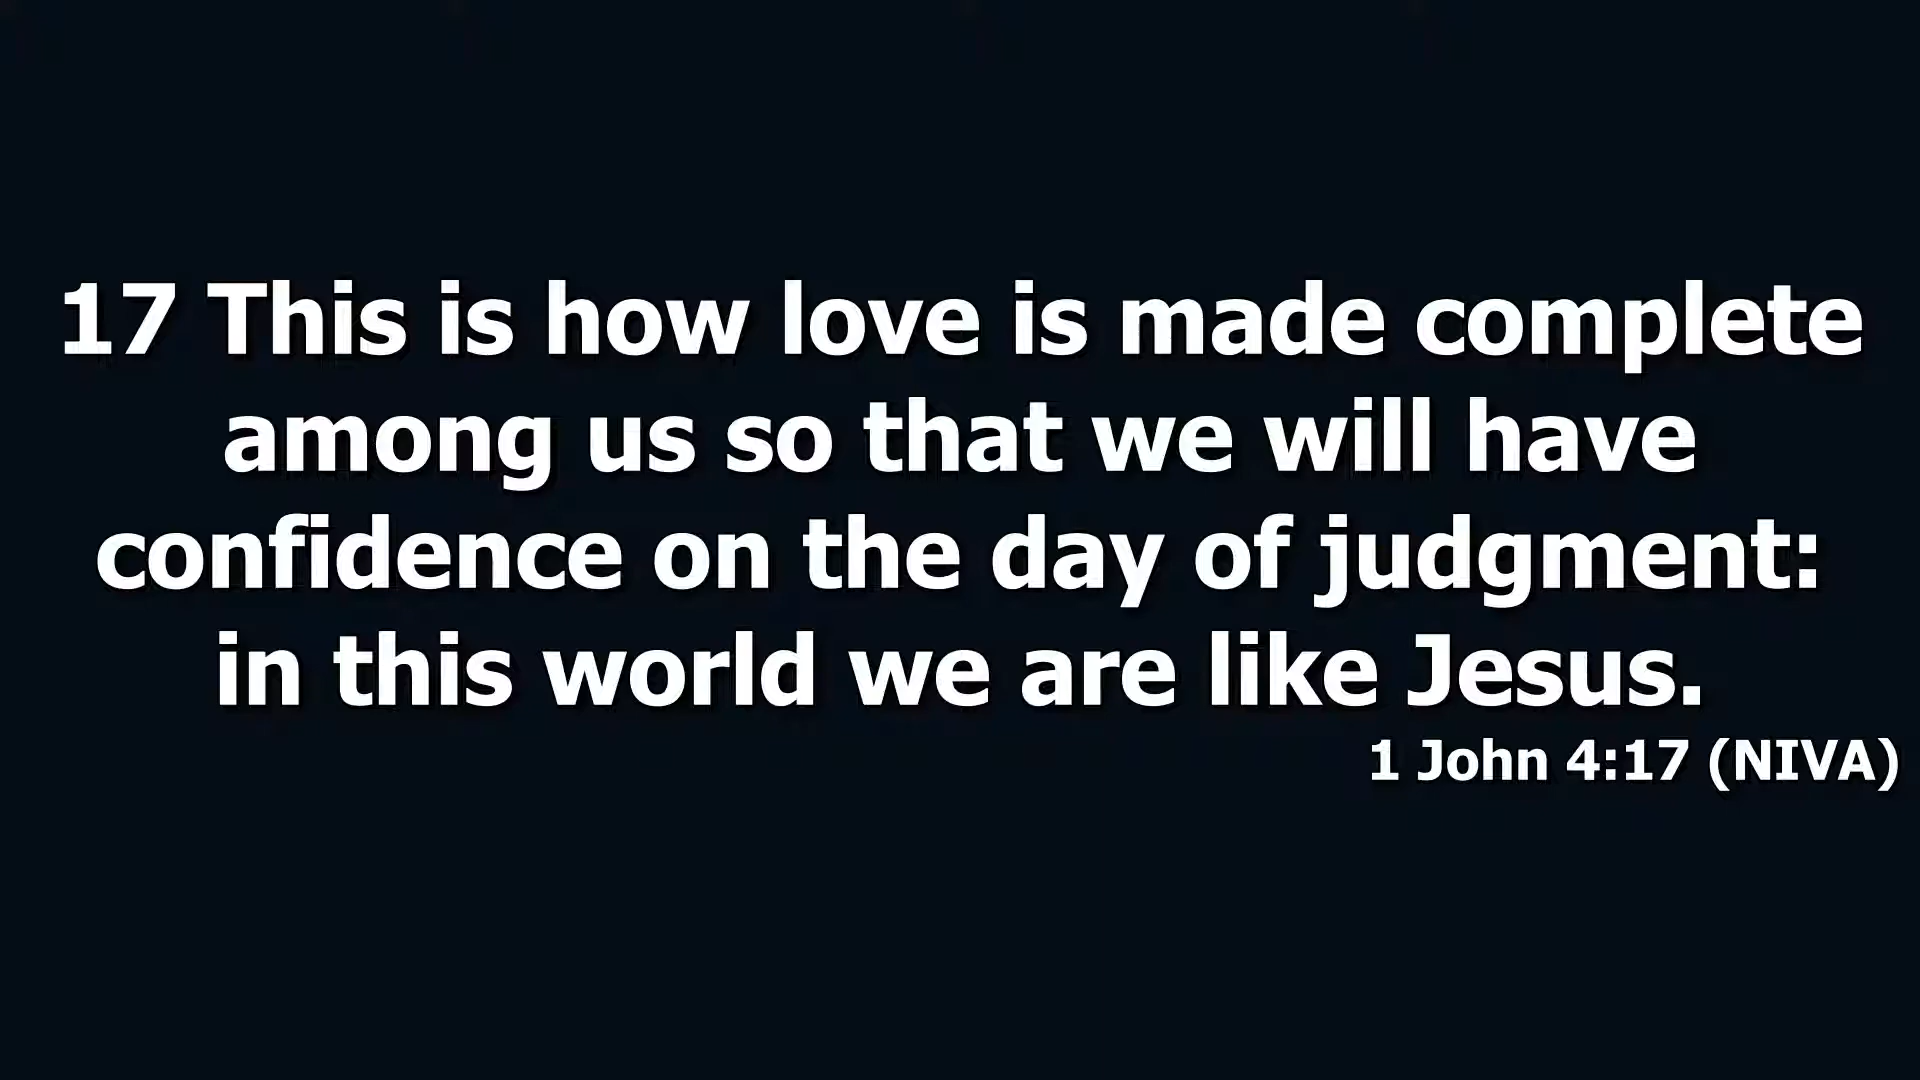 17 This is how love is made complete
among us so that we will have
confidence on the day of judgment:
in this world we are like Jesus.
1 John 4:17 (NIVA)